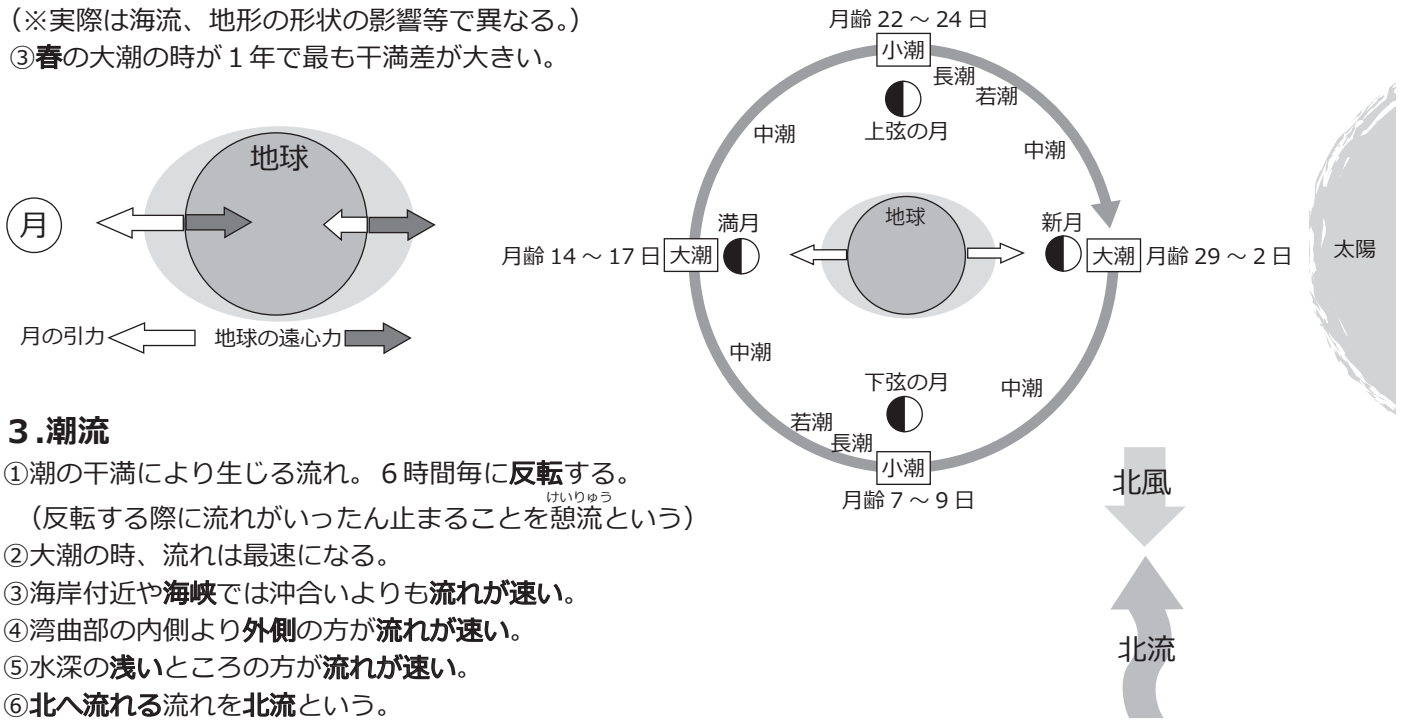 （※実際は海流、地形の形状の影響等で異なる。）
③春の大潮の時が１年で最も干満差が大きい。
地球
月
月の引力
地球の遠心力
月齢 22 ～ 24 日
小潮
長潮
若潮
上弦の月
中潮
中潮
地球
満月
新月
月齢 14 ～ 17 日
大潮
大潮
月齢 29 ～ 2 日
太陽
中潮
下弦の月
中潮
若潮
長潮
小潮
月齢 7 ～ 9 日
３.潮流
①潮の干満により生じる流れ。６時間毎に反転する。
けいりゅう
（反転する際に流れがいったん止まることを憩流という）
②大潮の時、流れは最速になる。
③海岸付近や海峡では沖合いよりも流れが速い。
④湾曲部の内側より外側の方が流れが速い。
⑤水深の浅いところの方が流れが速い。
⑥北へ流れる流れを北流という。
北風
北流